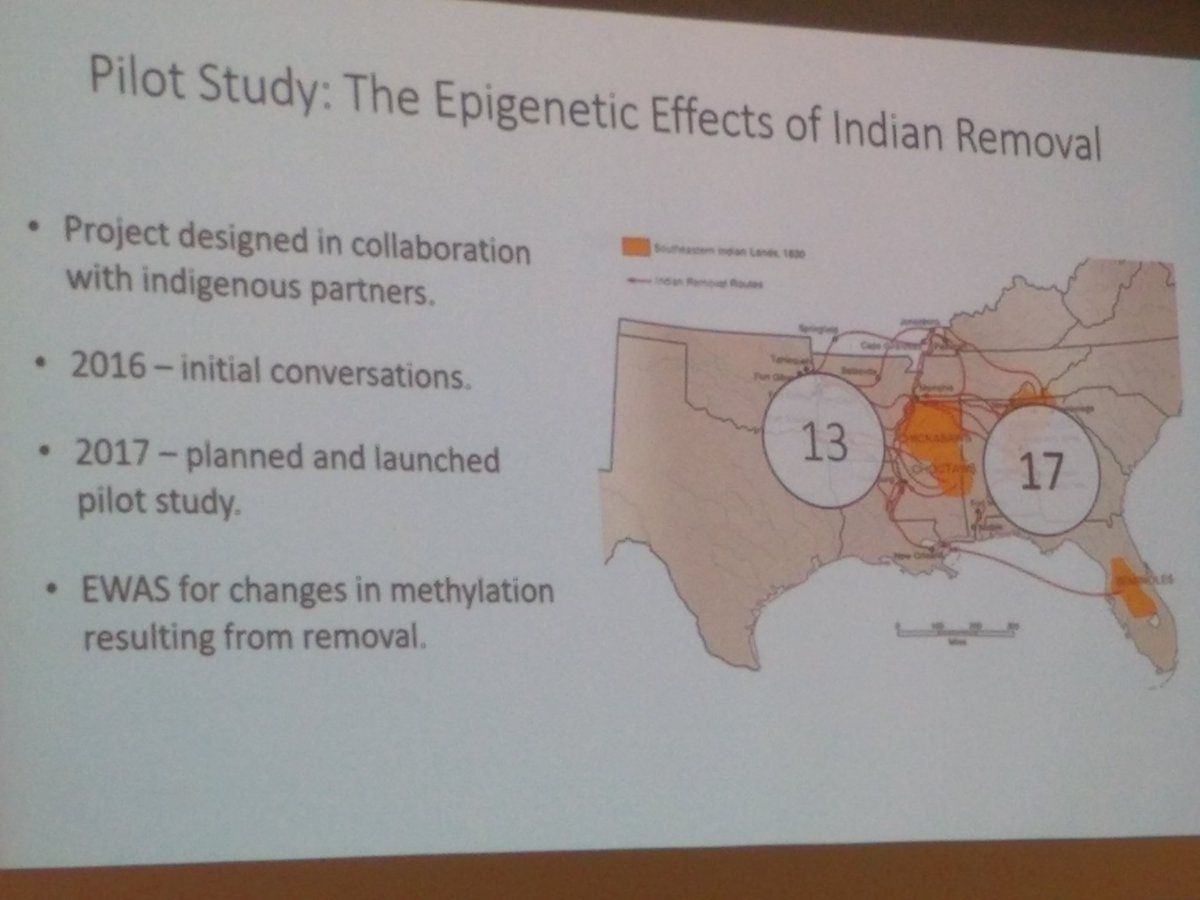 Pilot Study: The Epigenetic Effects of Indian Removal
• Project designed in collaboration
with indigenous partners.
• 2016 – initial conversations.
• 2017 – planned and launched
pilot study.
• EWAS for changes in methylation
resulting from removal.
Southeastern Indian Lands, 1830
Indian Removal Routes
Springfield
Jonesboro
Cape
Tahlequah
Batesville
Fort
Memphis
13
CHICKASAWS
CHOCTAWS
17
Fort
Mobile
New Orleans
SEMINOLES
0 100 200 300
Miles